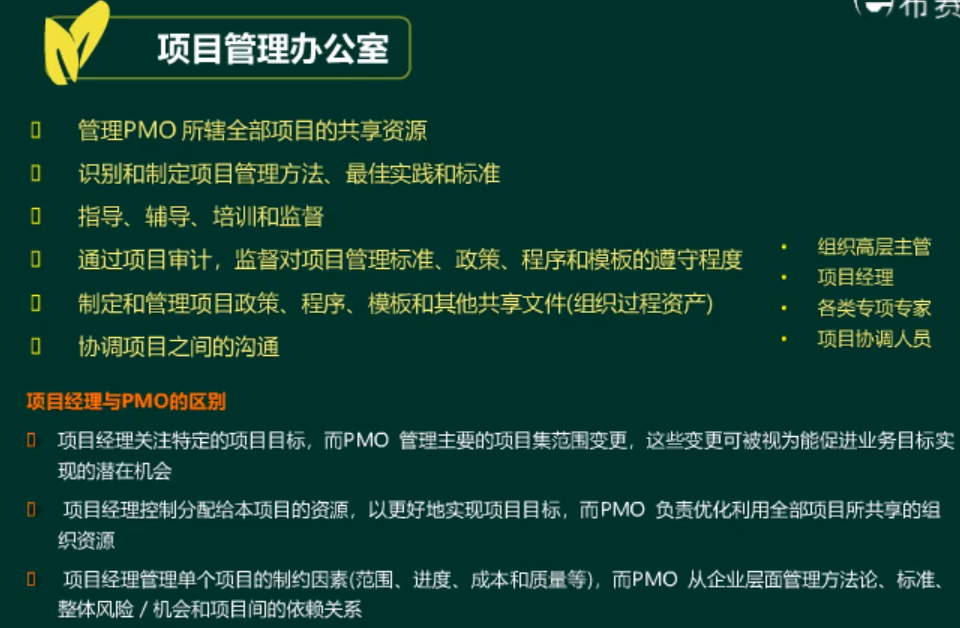 布赛
项目管理办公室
管理PMO 所辖全部项目的共享资源
识别和制定项目管理方法、最佳实践和标准
指导、辅导、培训和监督
通过项目审计，监督对项目管理标准、政策、程序和模板的遵守程度
制定和管理项目政策、程序、模板和其他共享文件(组织过程资产)
协调项目之间的沟通
• 组织高层主管
• 项目经理
• 各类专项专家
• 项目协调人员
项目经理与PMO的区别
项目经理关注特定的项目目标，而PMO 管理主要的项目集范围变更，这些变更可被视为能促进业务目标实
现的潜在机会
项目经理控制分配给本项目的资源，以更好地实现项目目标，而PMO 负责优化利用全部项目所共享的组
织资源
项目经理管理单个项目的制约因素(范围、进度、成本和质量等)，而PMO 从企业层面管理方法论、标准、
整体风险 / 机会和项目间的依赖关系